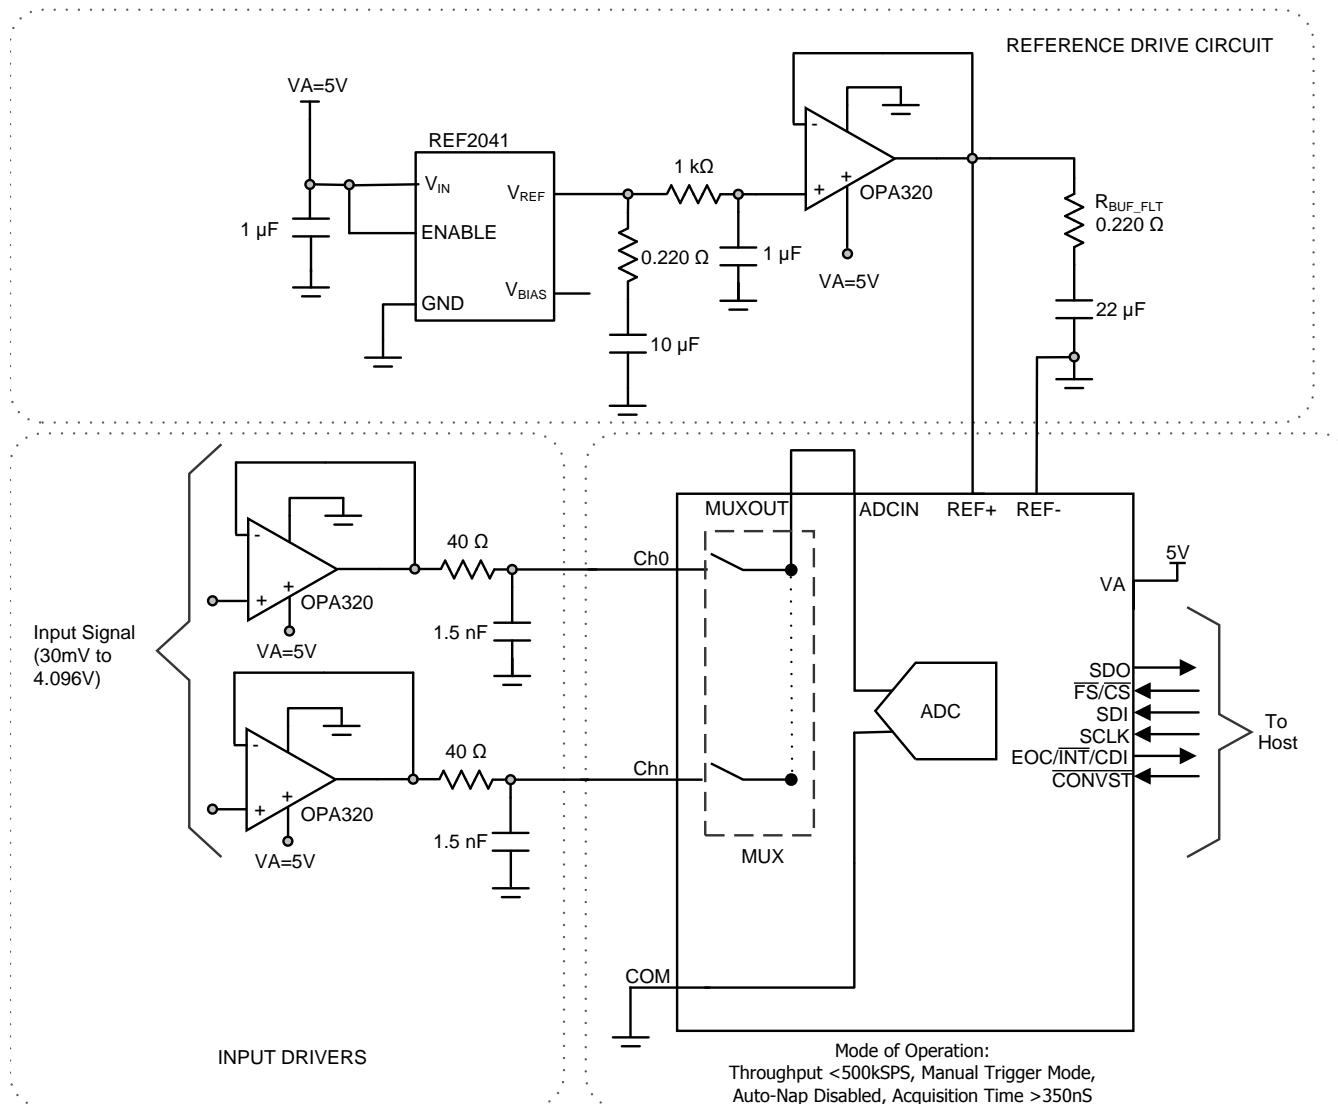 REFERENCE DRIVE CIRCUIT
VA=5V
REF2041
VIN
VREF
ENABLE
VBIAS
GND
1 µF
1 kΩ
0.220 Ω
10 µF
1 µF
-
+
+
OPA320
VA=5V
RBUF_FLT
0.220 Ω
22 µF
Input Signal
(30mV to
4.096V)
-
+
+
OPA320
VA=5V
40 Ω
1.5 nF
-
+
+
OPA320
VA=5V
40 Ω
1.5 nF
INPUT DRIVERS
MUXOUT
ADCIN
REF+
REF-
Ch0
Chn
MUX
ADC
COM
5V
VA
SDO
FS/CS
SDI
SCLK
EOC/INT/CDI
CONVST
To
Host
Mode of Operation:
Throughput <500kSPS, Manual Trigger Mode,
Auto-Nap Disabled, Acquisition Time >350nS